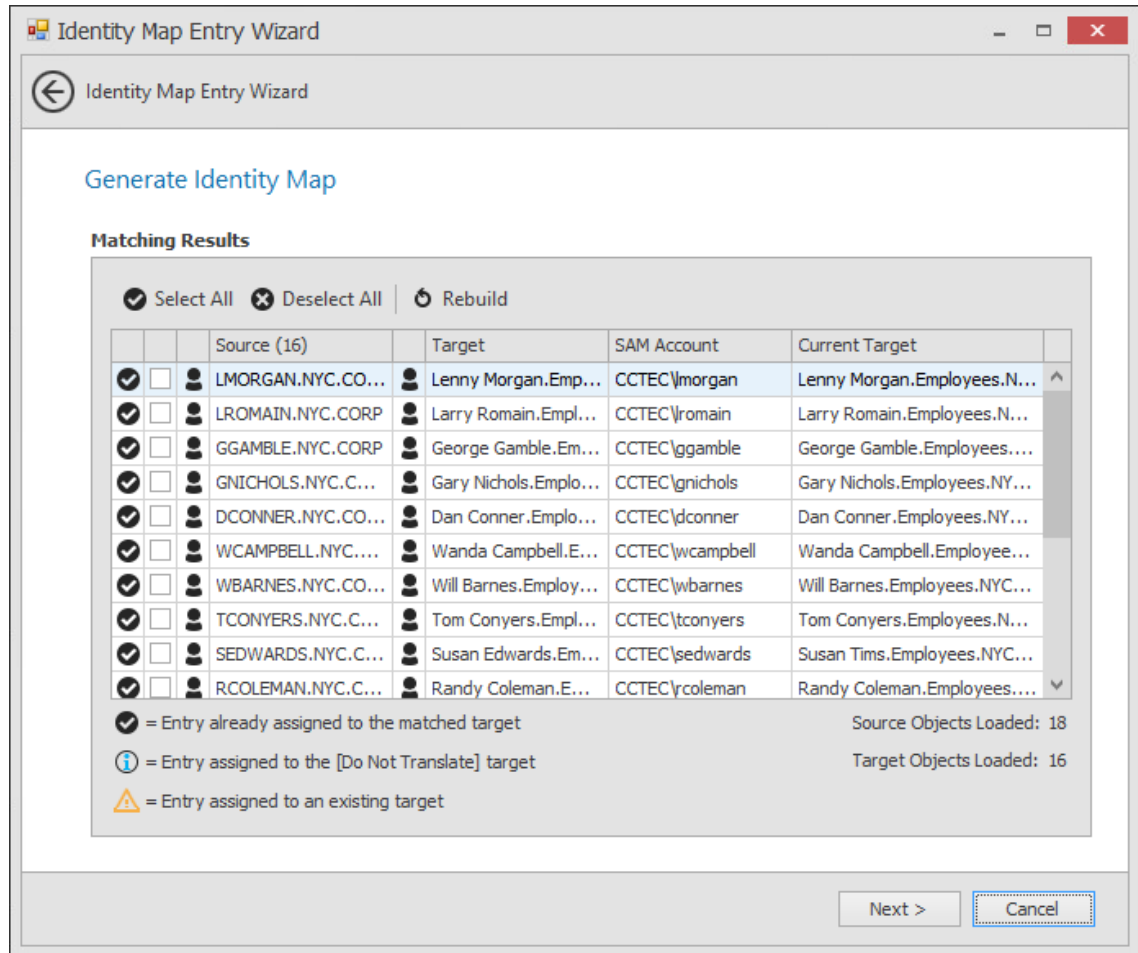 Identity Map Entry Wizard
Identity Map Entry Wizard
Generate Identity Map
Matching Results
Select All Deselect All Rebuild
Source (16) Target SAM Account Current Target
LMORGAN.NYC.CO... Lenny Morgan.Emp... CCTEC\lmorgan Lenny Morgan.Employees.N...
LROMAIN.NYC.CORP Larry Romain.Empl... CCTEC\lromain Larry Romain.Employees.N...
GGAMBLE.NYC.CORP George Gamble.Em... CCTEC\ggamble George Gamble.Employees....
GNICHOLS.NYC.C... Gary Nichols.Emplo... CCTEC\gnichols Gary Nichols.Employees.NY...
DCONNER.NYC.CO... Dan Conner.Emplo... CCTEC\dconner Dan Conner.Employees.NY...
WCAMPBELL.NYC.... Wanda Campbell.E... CCTEC\wcampbell Wanda Campbell.Employee...
WBARNES.NYC.CO... Will Barnes.Employ... CCTEC\wbarnes Will Barnes.Employees.NYC...
TCONYERS.NYC.C... Tom Conyers.Empl... CCTEC\tconyers Tom Conyers.Employees.N...
SEDWARDS.NYC.C... Susan Edwards.Em... CCTEC\sedwards Susan Tims.Employees.NYC...
RCOLEMAN.NYC.C... Randy Coleman.E... CCTEC\rcoleman Randy Coleman.Employees....
= Entry already assigned to the matched target Source Objects Loaded: 18
= Entry assigned to the [Do Not Translate] target Target Objects Loaded: 16
= Entry assigned to an existing target
Next > Cancel